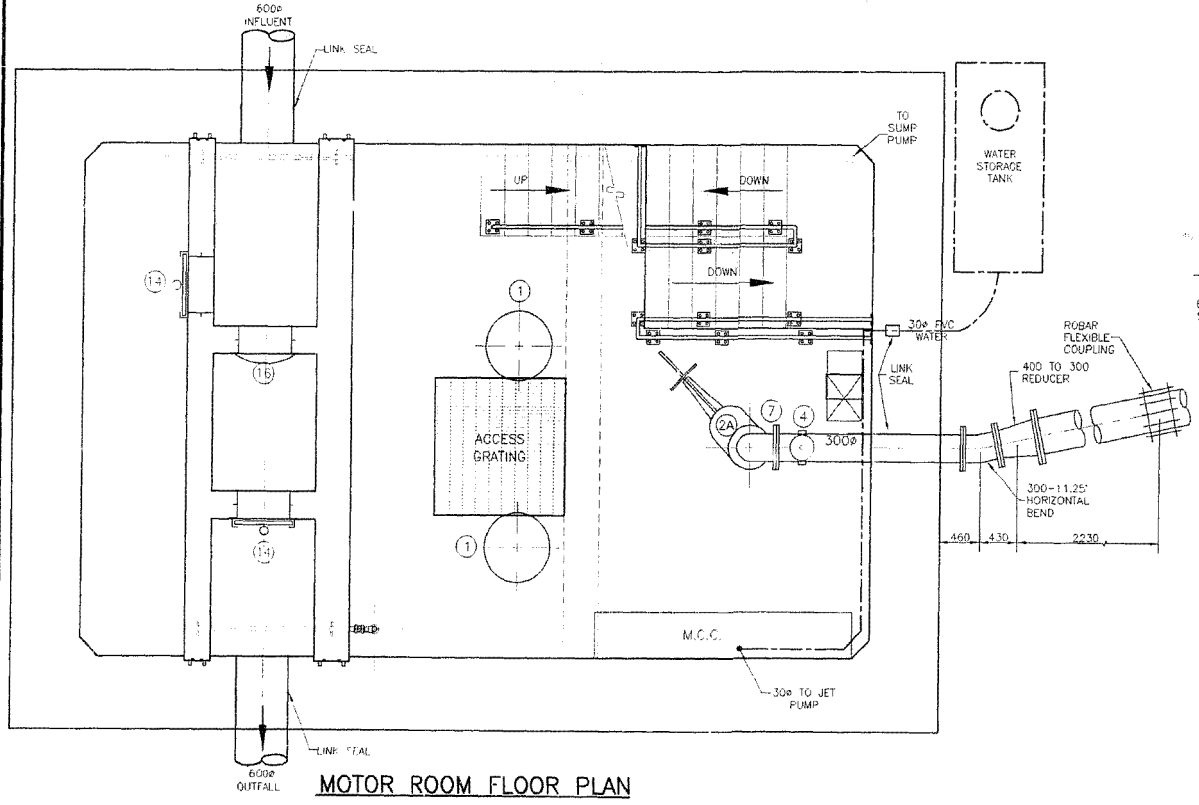 600ø
INFLUENT
LINK SEAL
TO
SUMP
PUMP
WATER
STORAGE
TANK
UP
DOWN
DOWN
14
1
16
30ø PVC
WATER
LINK
SEAL
ROBAR
FLEXIBLE
COUPLING
400 TO 300
REDUCER
ACCESS
GRATING
2A
7
4
300ø
300-11.25°
HORIZONTAL
BEND
460
430
2230
14
1
M.C.C.
30ø TO JET
PUMP
LINK SEAL
600ø
OUTFALL
MOTOR ROOM FLOOR PLAN